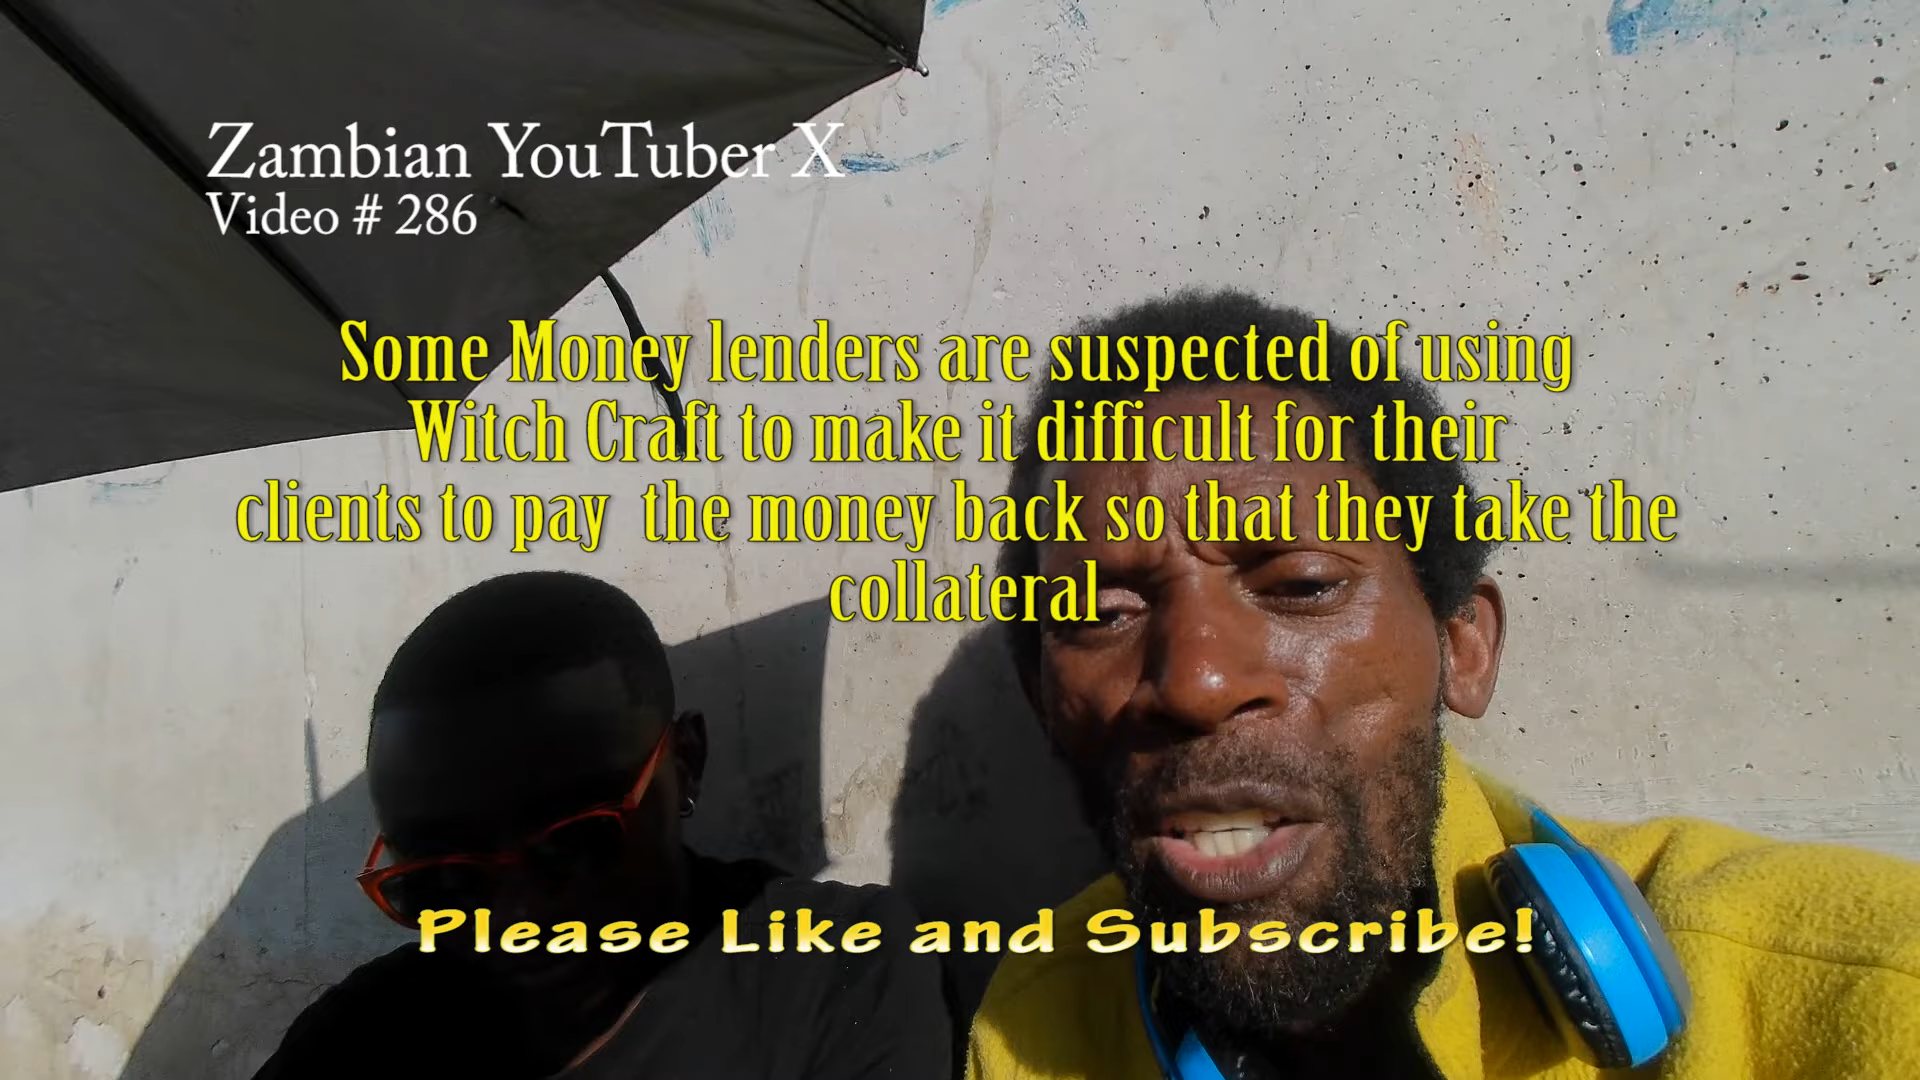 Zambian YouTuber X
Video # 286
Some Money lenders are suspected of using
Witch Craft to make it difficult for their
clients to pay  the money back so that they take the
collateral
Please Like and Subscribe!